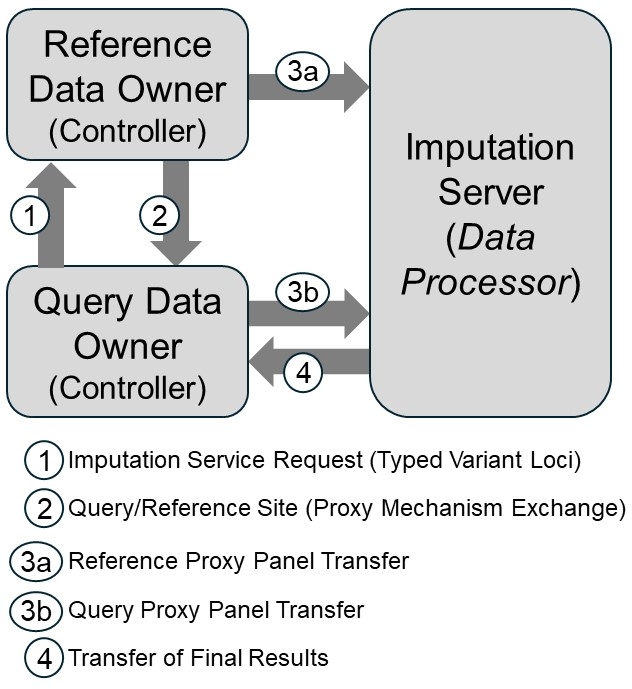 Reference
Data Owner
(Controller)
3a
Imputation
Server
(Data
Processor)
1
2
Query Data
Owner
(Controller)
3b
4
1 Imputation Service Request (Typed Variant Loci)
2 Query/Reference Site (Proxy Mechanism Exchange)
3a Reference Proxy Panel Transfer
3b Query Proxy Panel Transfer
4 Transfer of Final Results